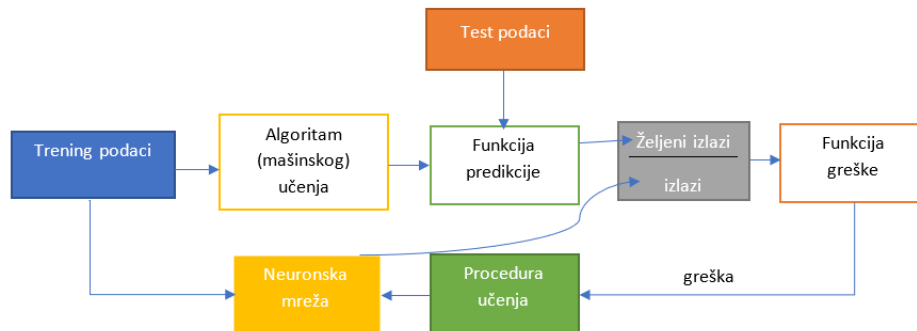 Test podaci
Trening podaci
Algoritam
(mašinskog)
učenja
Funkcija
predikcije
Željeni izlazi
izlazi
Funkcija
greške
Neuronska
mreža
Procedura
učenja
greška